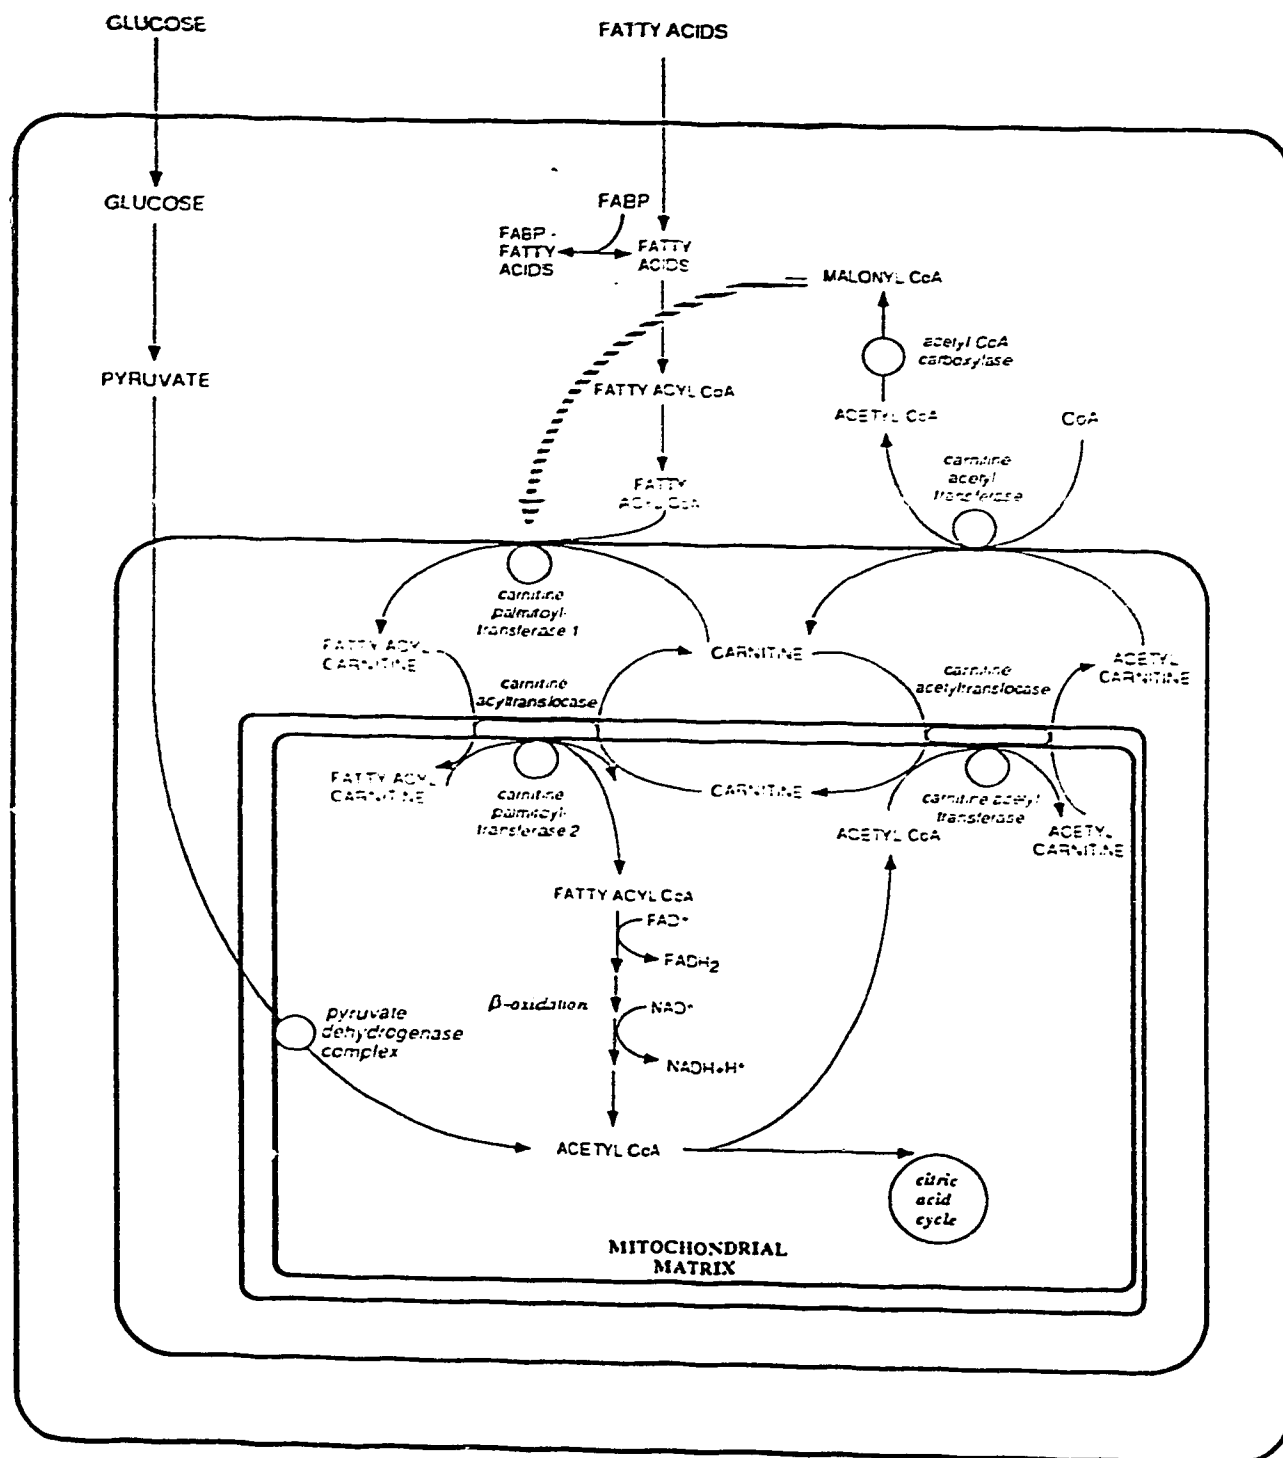 GLUCOSE
FATTY ACIDS
GLUCOSE
FABP
FABP -
FATTY
ACIDS
FATTY
ACIDS
MALONYL CoA
acetyl CoA
carboxylase
PYRUVATE
FATTY ACYL CoA
ACETYL CoA
CoA
carnitine
acetyl
transferase
FATTY
ACYL CoA
carnitine
palmitoyl-
transferase 1
FATTY ACYL
CARNITINE
CARNITINE
carnitine
acyltranslocase
carnitine
acetyltranslocase
ACETYL
CARNITINE
FATTY ACYL
CARNITINE
carnitine
palmitoyl-
transferase 2
CARNITINE
carnitine acetyl
transferase
ACETYL CoA
ACETYL
CARNITINE
FATTY ACYL CoA
FAD+
FADH2
β-oxidation
NAD+
NADH+H+
pyruvate
dehydrogenase
complex
ACETYL CoA
citric
acid
cycle
MITOCHONDRIAL
MATRIX